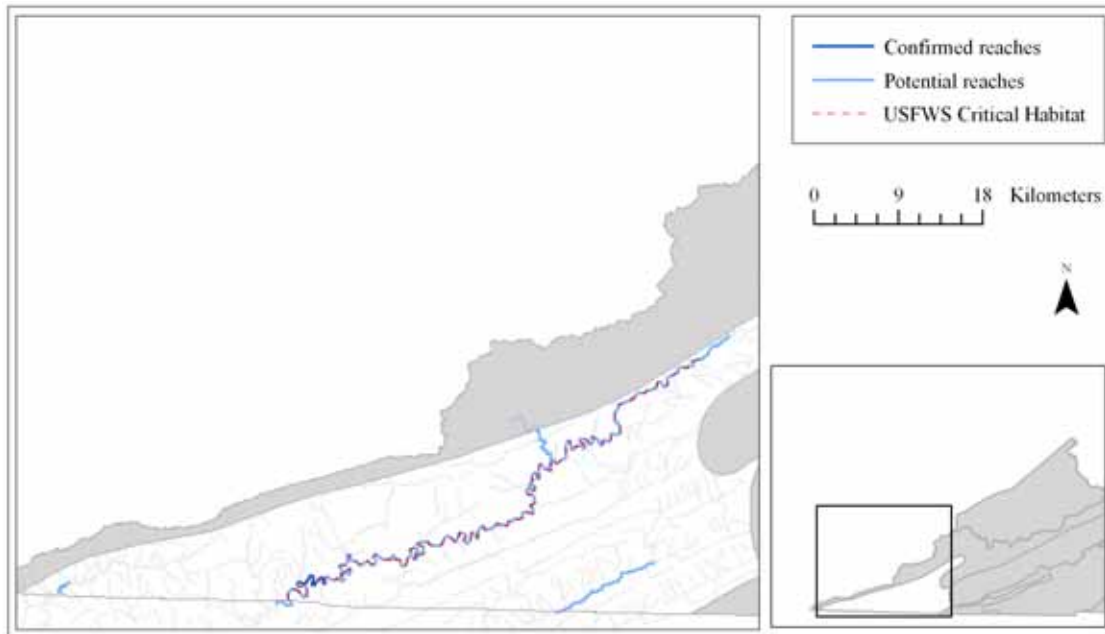 Confirmed reaches
Potential reaches
USFWS Critical Habitat
0 9 18 Kilometers
N